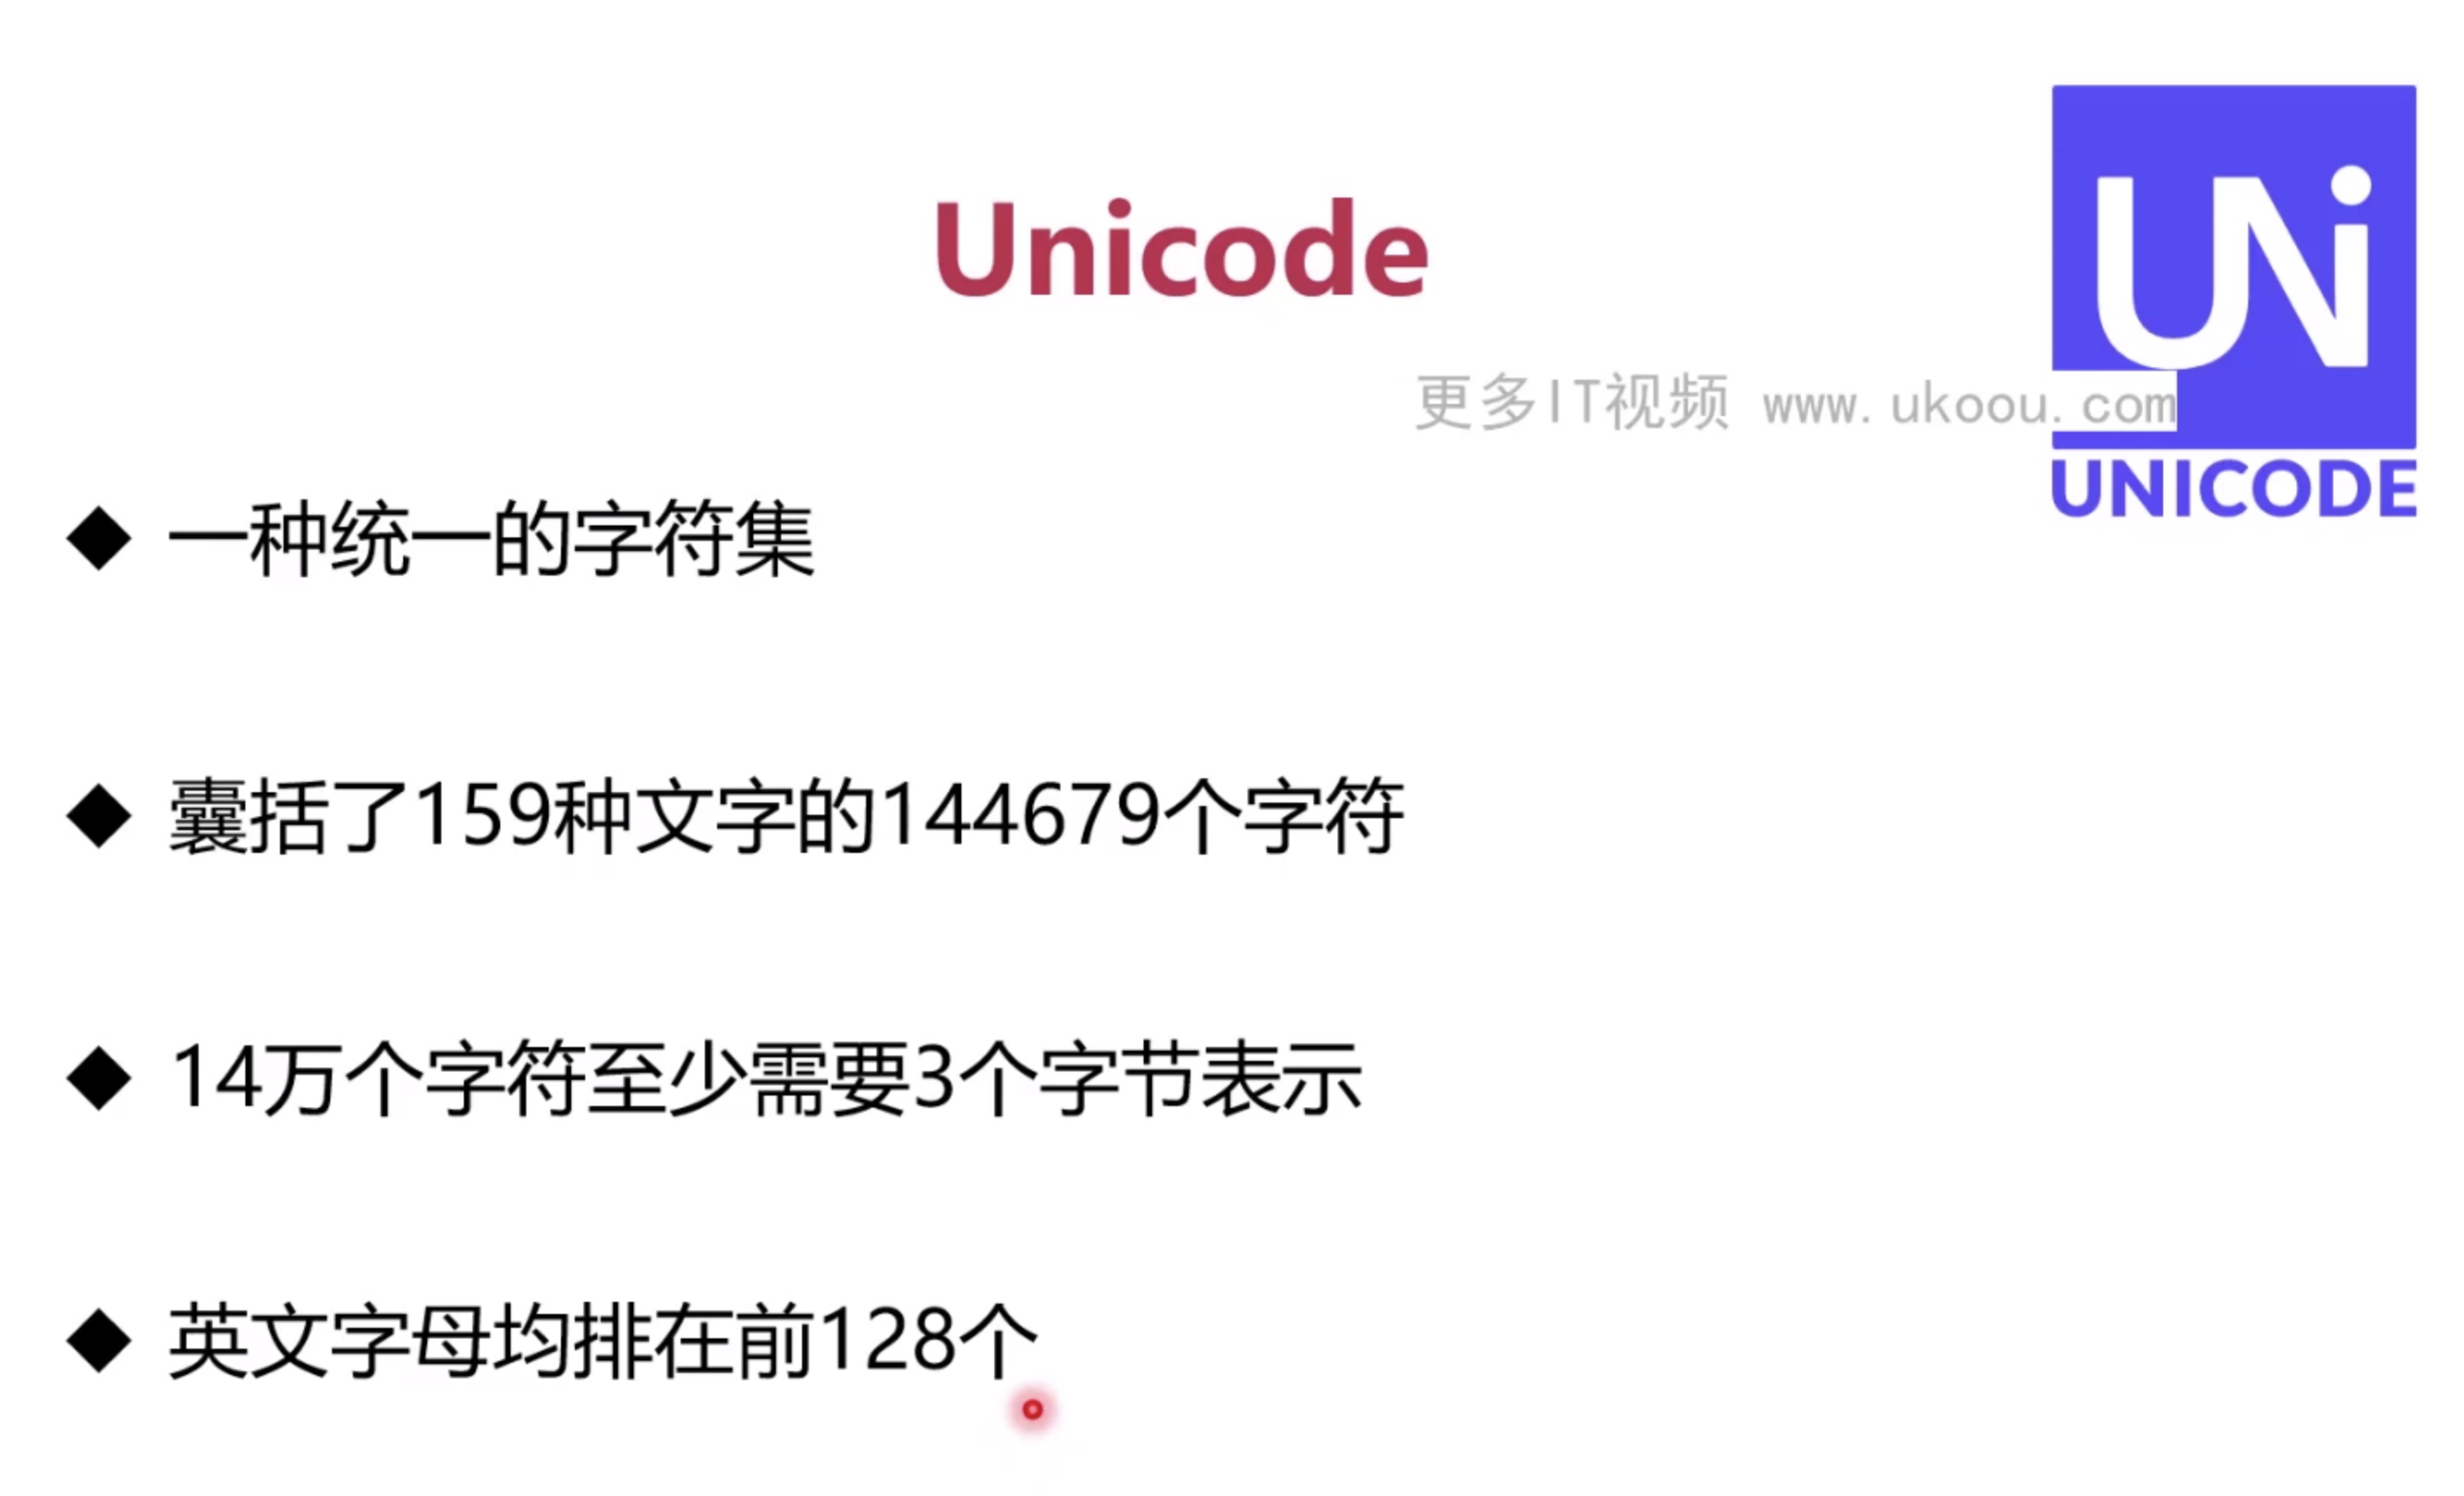 Unicode
UNi
更多IT视频 www.ukoou.com
UNICODE
◆ 一种统一的字符集
◆ 囊括了159种文字的144679个字符
◆ 14万个字符至少需要3个字节表示
◆ 英文字母均排在前128个